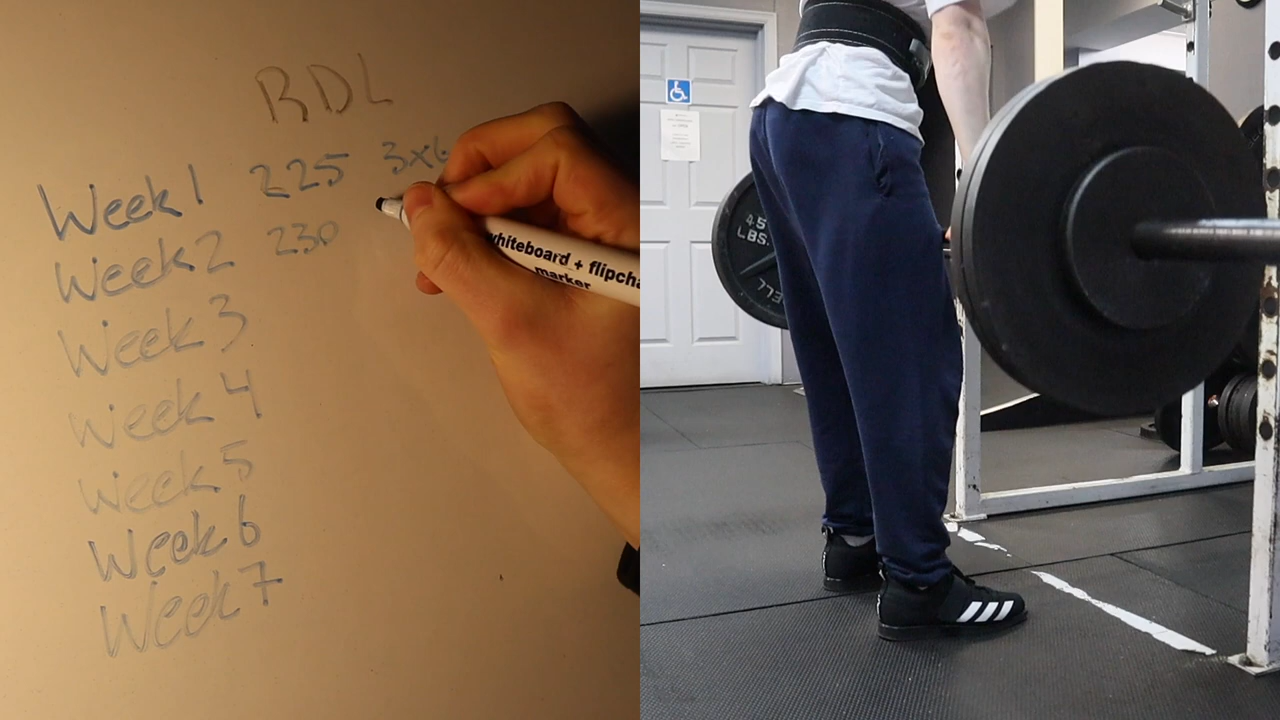 RDL
Week 1 225 3x6
Week 2 230
Week 3
Week 4
Week 5
Week 6
Week 7
whiteboard + flipcha
marker
45
LBS.